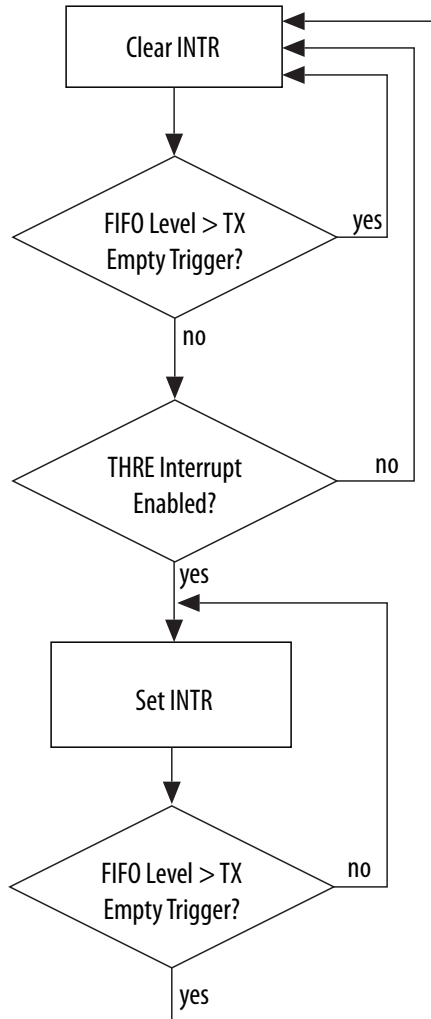 Clear INTR
FIFO Level > TX
Empty Trigger?
yes
no
THRE Interrupt
Enabled?
no
yes
Set INTR
FIFO Level > TX
Empty Trigger?
no
yes